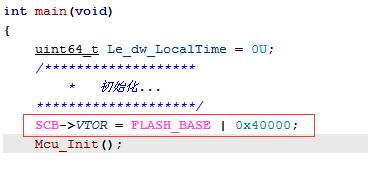 int main(void)
{
uint64_t Le_dw_LocalTime = 0U;
/********************
* 初始化...
********************/
SCB->VTOR = FLASH_BASE | 0x40000;
Mcu_Init();